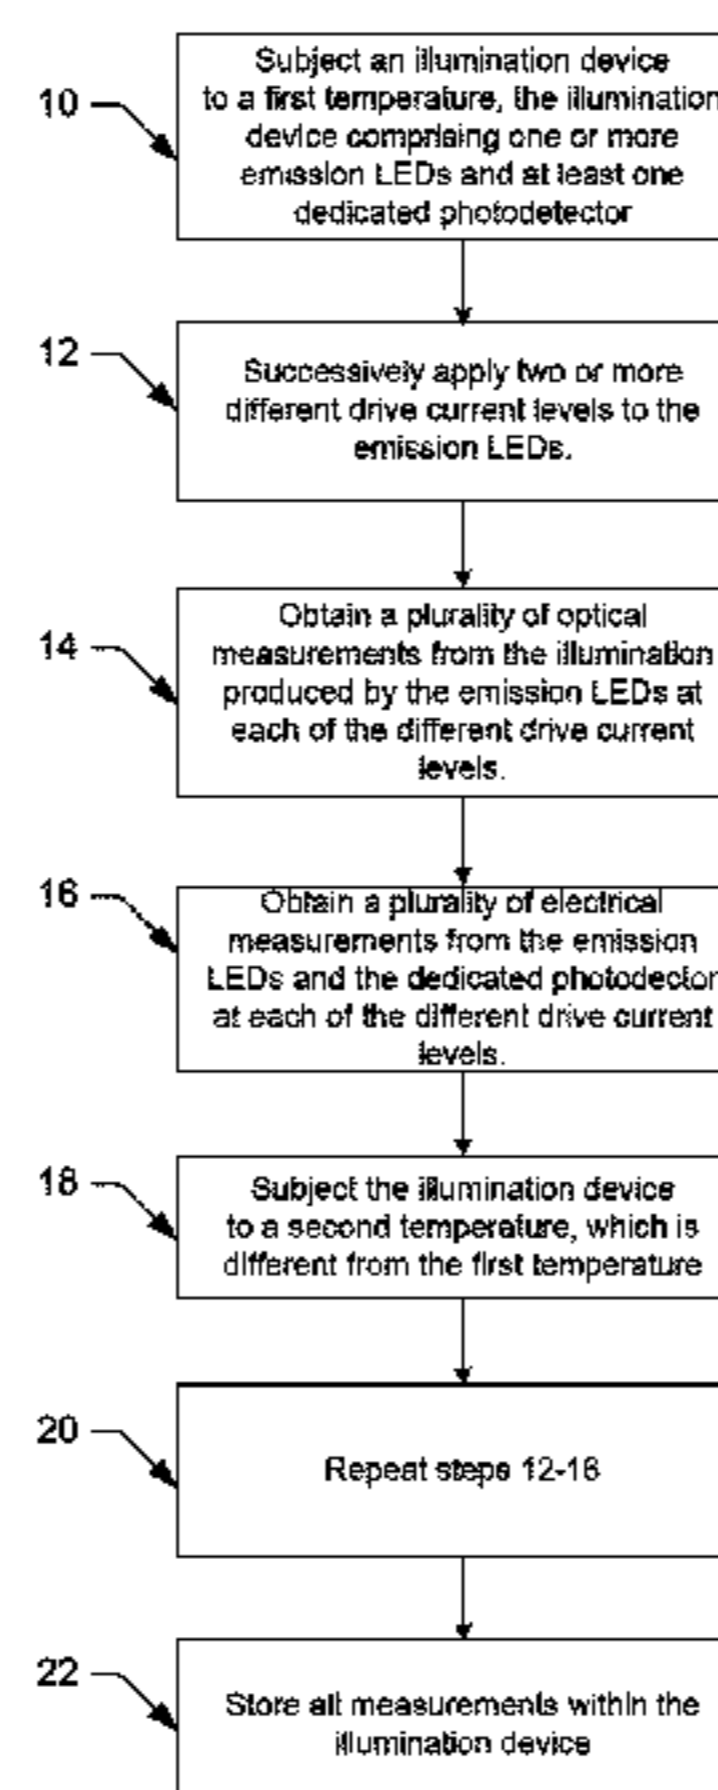 10
Subject an illumination device
to a first temperature, the illumination
device comprising one or more
emission LEDs and at least one
dedicated photodetector
12
Successively apply two or more
different drive current levels to the
emission LEDs.
14
Obtain a plurality of optical
measurements from the illumination
produced by the emission LEDs at
each of the different drive current
levels.
16
Obtain a plurality of electrical
measurements from the emission
LEDs and the dedicated photodector
at each of the different drive current
levels.
18
Subject the illumination device
to a second temperature, which is
different from the first temperature
20
Repeat steps 12-16
22
Store all measurements within the
illumination device